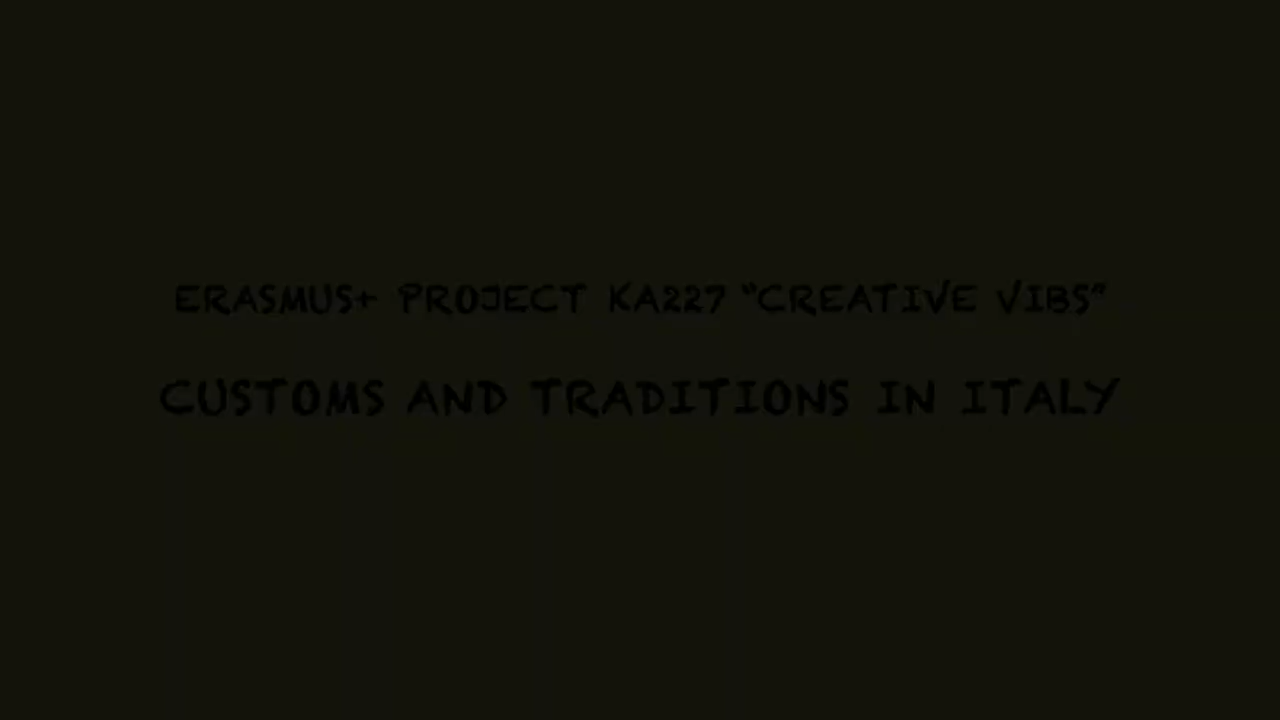 ERASMUS+ PROJECT KA227 "CREATIVE VIBS"
CUSTOMS AND TRADITIONS IN ITALY